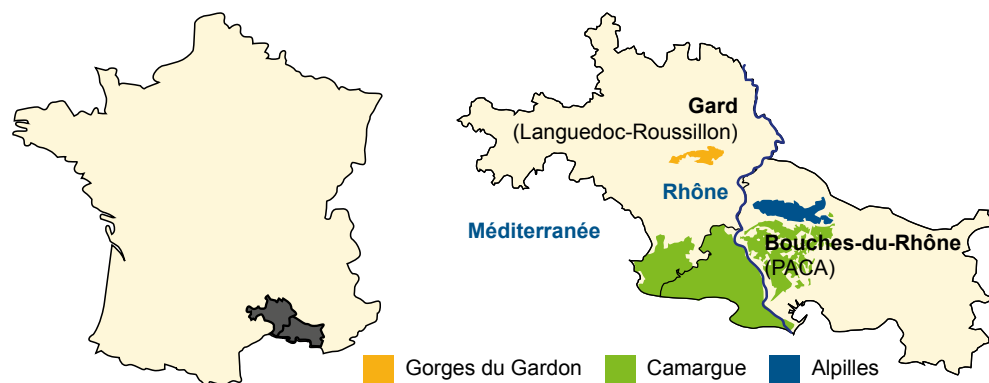 Gard
(Languedoc-Roussillon)
Rhône
Méditerranée
Bouches-du-Rhône
(PACA)
Gorges du Gardon
Camargue
Alpilles